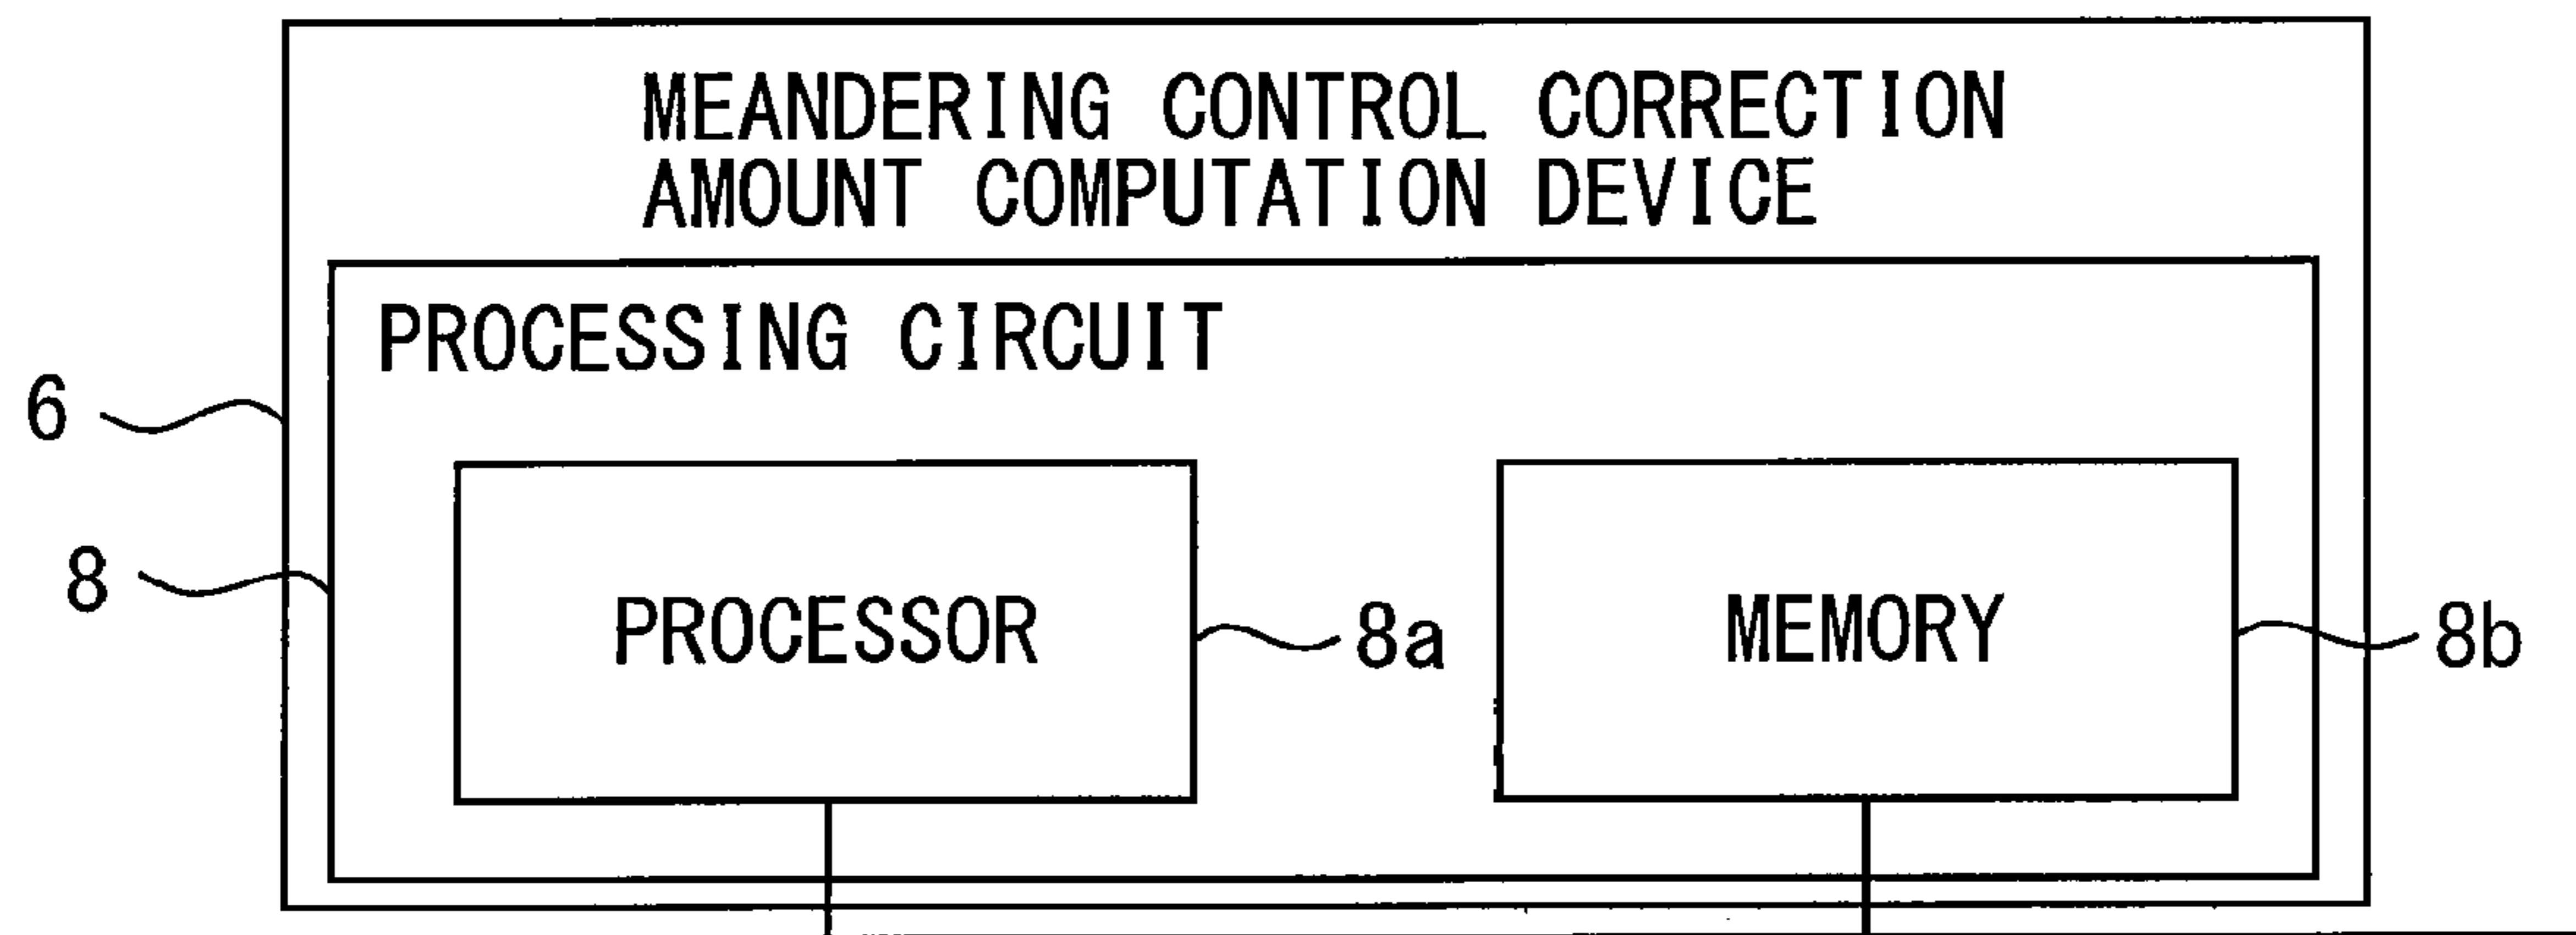 MEANDERING CONTROL CORRECTION
AMOUNT COMPUTATION DEVICE
PROCESSING CIRCUIT
6
8
PROCESSOR
8a
MEMORY
8b